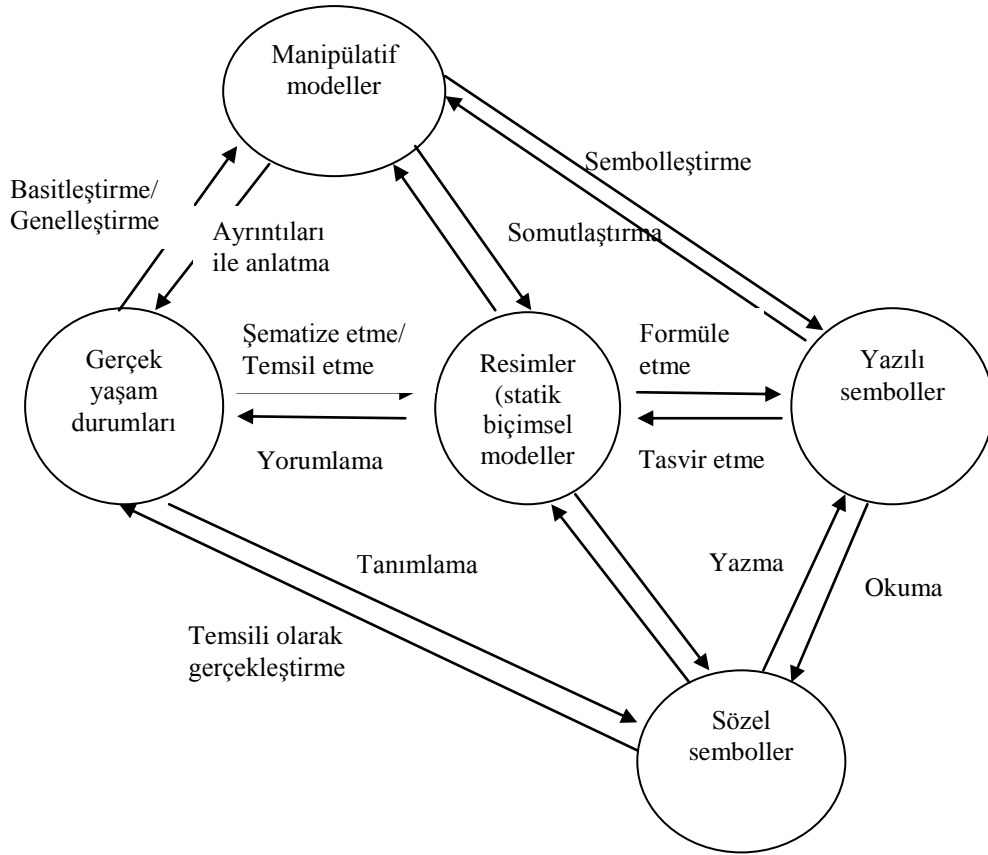 Manipülatif
modeller
Sembolleştirme
Basitleştirme/
Genelleştirme
Ayrıntıları
ile anlatma
Somutlaştırma
Gerçek
yaşam
durumları
Şematize etme/
Temsil etme
Resimler
(statik
biçimsel
modeller
Formüle
etme
Yazılı
semboller
Yorumlama
Tasvir etme
Tanımlama
Yazma
Okuma
Temsili olarak
gerçekleştirme
Sözel
semboller